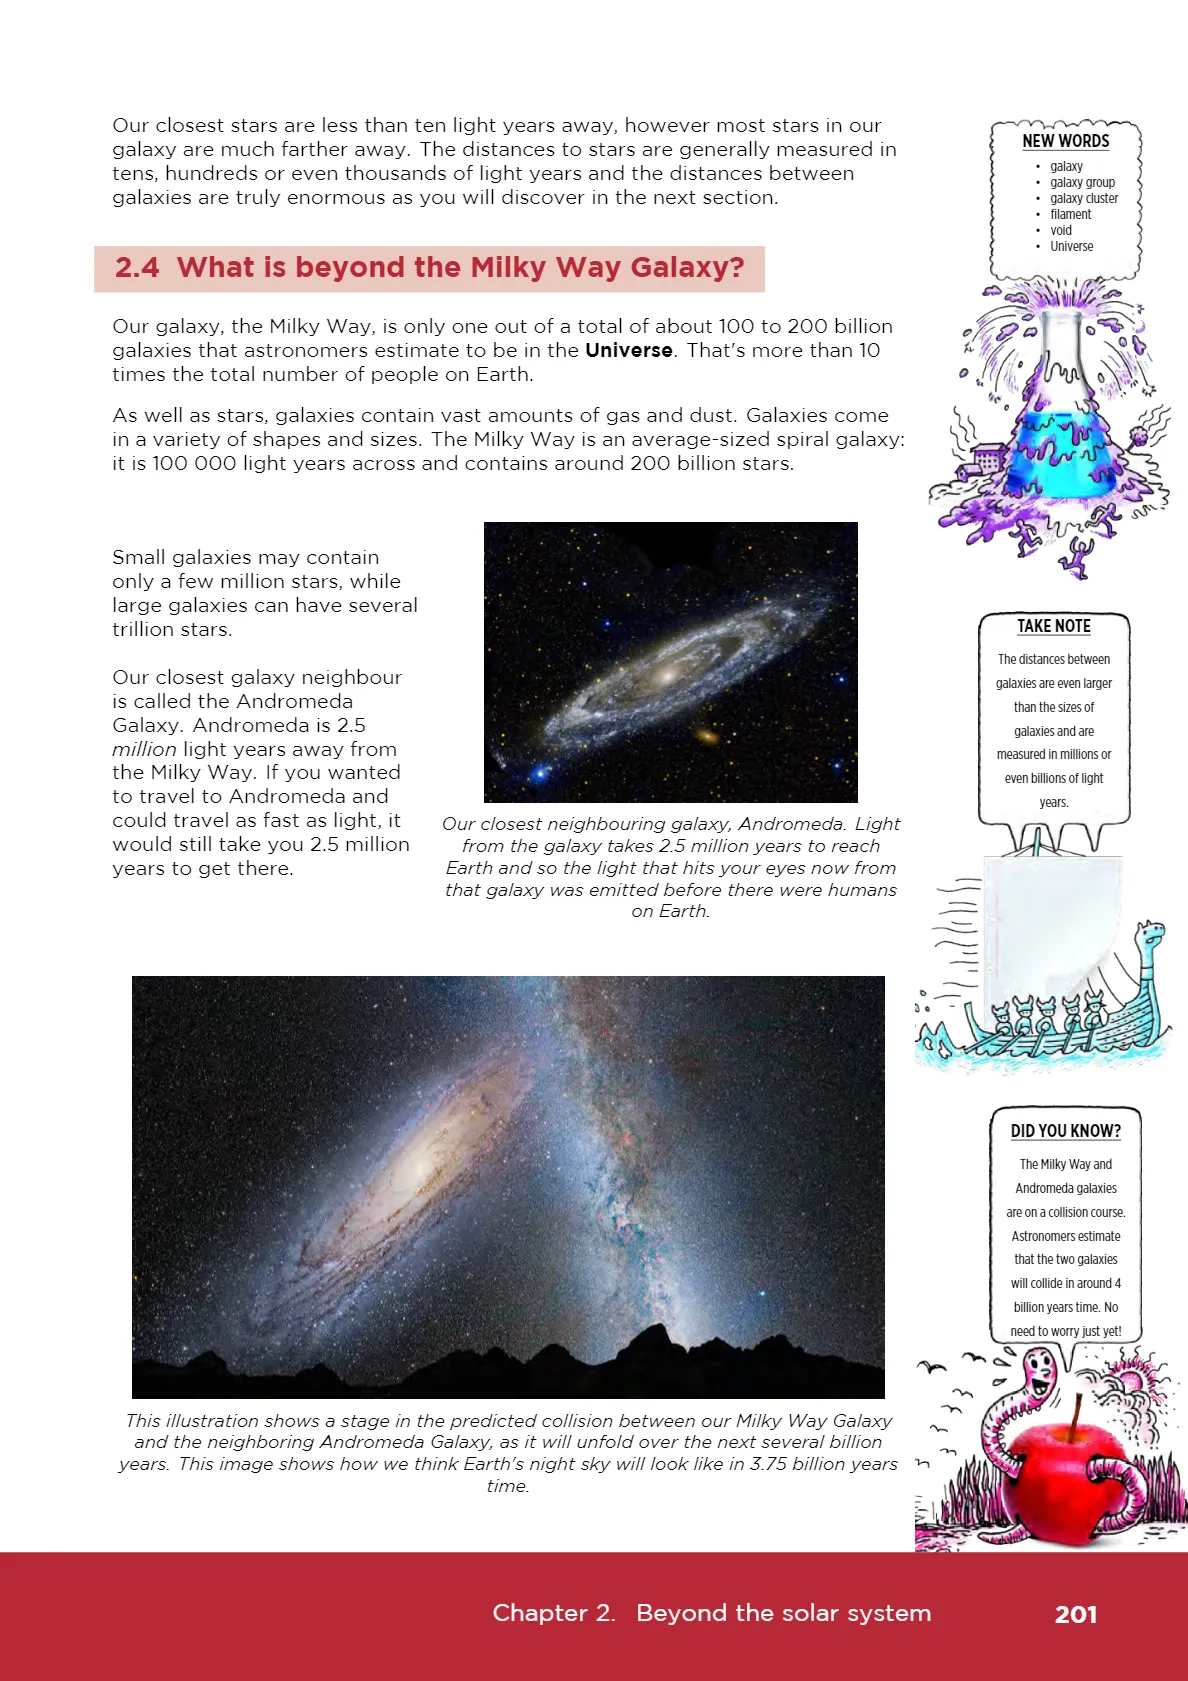 Our closest stars are less than ten light years away, however most stars in our
galaxy are much farther away. The distances to stars are generally measured in
tens, hundreds or even thousands of light years and the distances between
galaxies are truly enormous as you will discover in the next section.
2.4 What is beyond the Milky Way Galaxy?
Our galaxy, the Milky Way, is only one out of a total of about 100 to 200 billion
galaxies that astronomers estimate to be in the Universe. That's more than 10
times the total number of people on Earth.
As well as stars, galaxies contain vast amounts of gas and dust. Galaxies come
in a variety of shapes and sizes. The Milky Way is an average-sized spiral galaxy:
it is 100 000 light years across and contains around 200 billion stars.
Small galaxies may contain
only a few million stars, while
large galaxies can have several
trillion stars.
Our closest galaxy neighbour
is called the Andromeda
Galaxy. Andromeda is 2.5
million light years away from
the Milky Way. If you wanted
to travel to Andromeda and
could travel as fast as light, it
would still take you 2.5 million
years to get there.
Our closest neighbouring galaxy, Andromeda. Light
from the galaxy takes 2.5 million years to reach
Earth and so the light that hits your eyes now from
that galaxy was emitted before there were humans
on Earth.
This illustration shows a stage in the predicted collision between our Milky Way Galaxy
and the neighboring Andromeda Galaxy, as it will unfold over the next several billion
years. This image shows how we think Earth's night sky will look like in 3.75 billion years
time.
NEW WORDS
• galaxy
• galaxy group
• galaxy cluster
• filament
• void
• Universe
TAKE NOTE
The distances between
galaxies are even larger
than the sizes of
galaxies and are
measured in millions or
even billions of light
years.
DID YOU KNOW?
The Milky Way and
Andromeda galaxies
are on a collision course.
Astronomers estimate
that the two galaxies
will collide in around 4
billion years time. No
need to worry just yet!
Chapter 2. Beyond the solar system 201